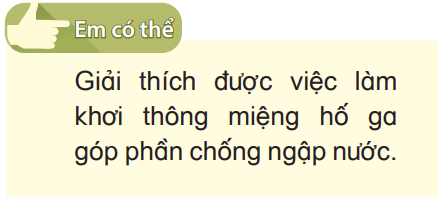 Em có thể
Giải thích được việc làm
khơi thông miệng hố ga
góp phần chống ngập nước.